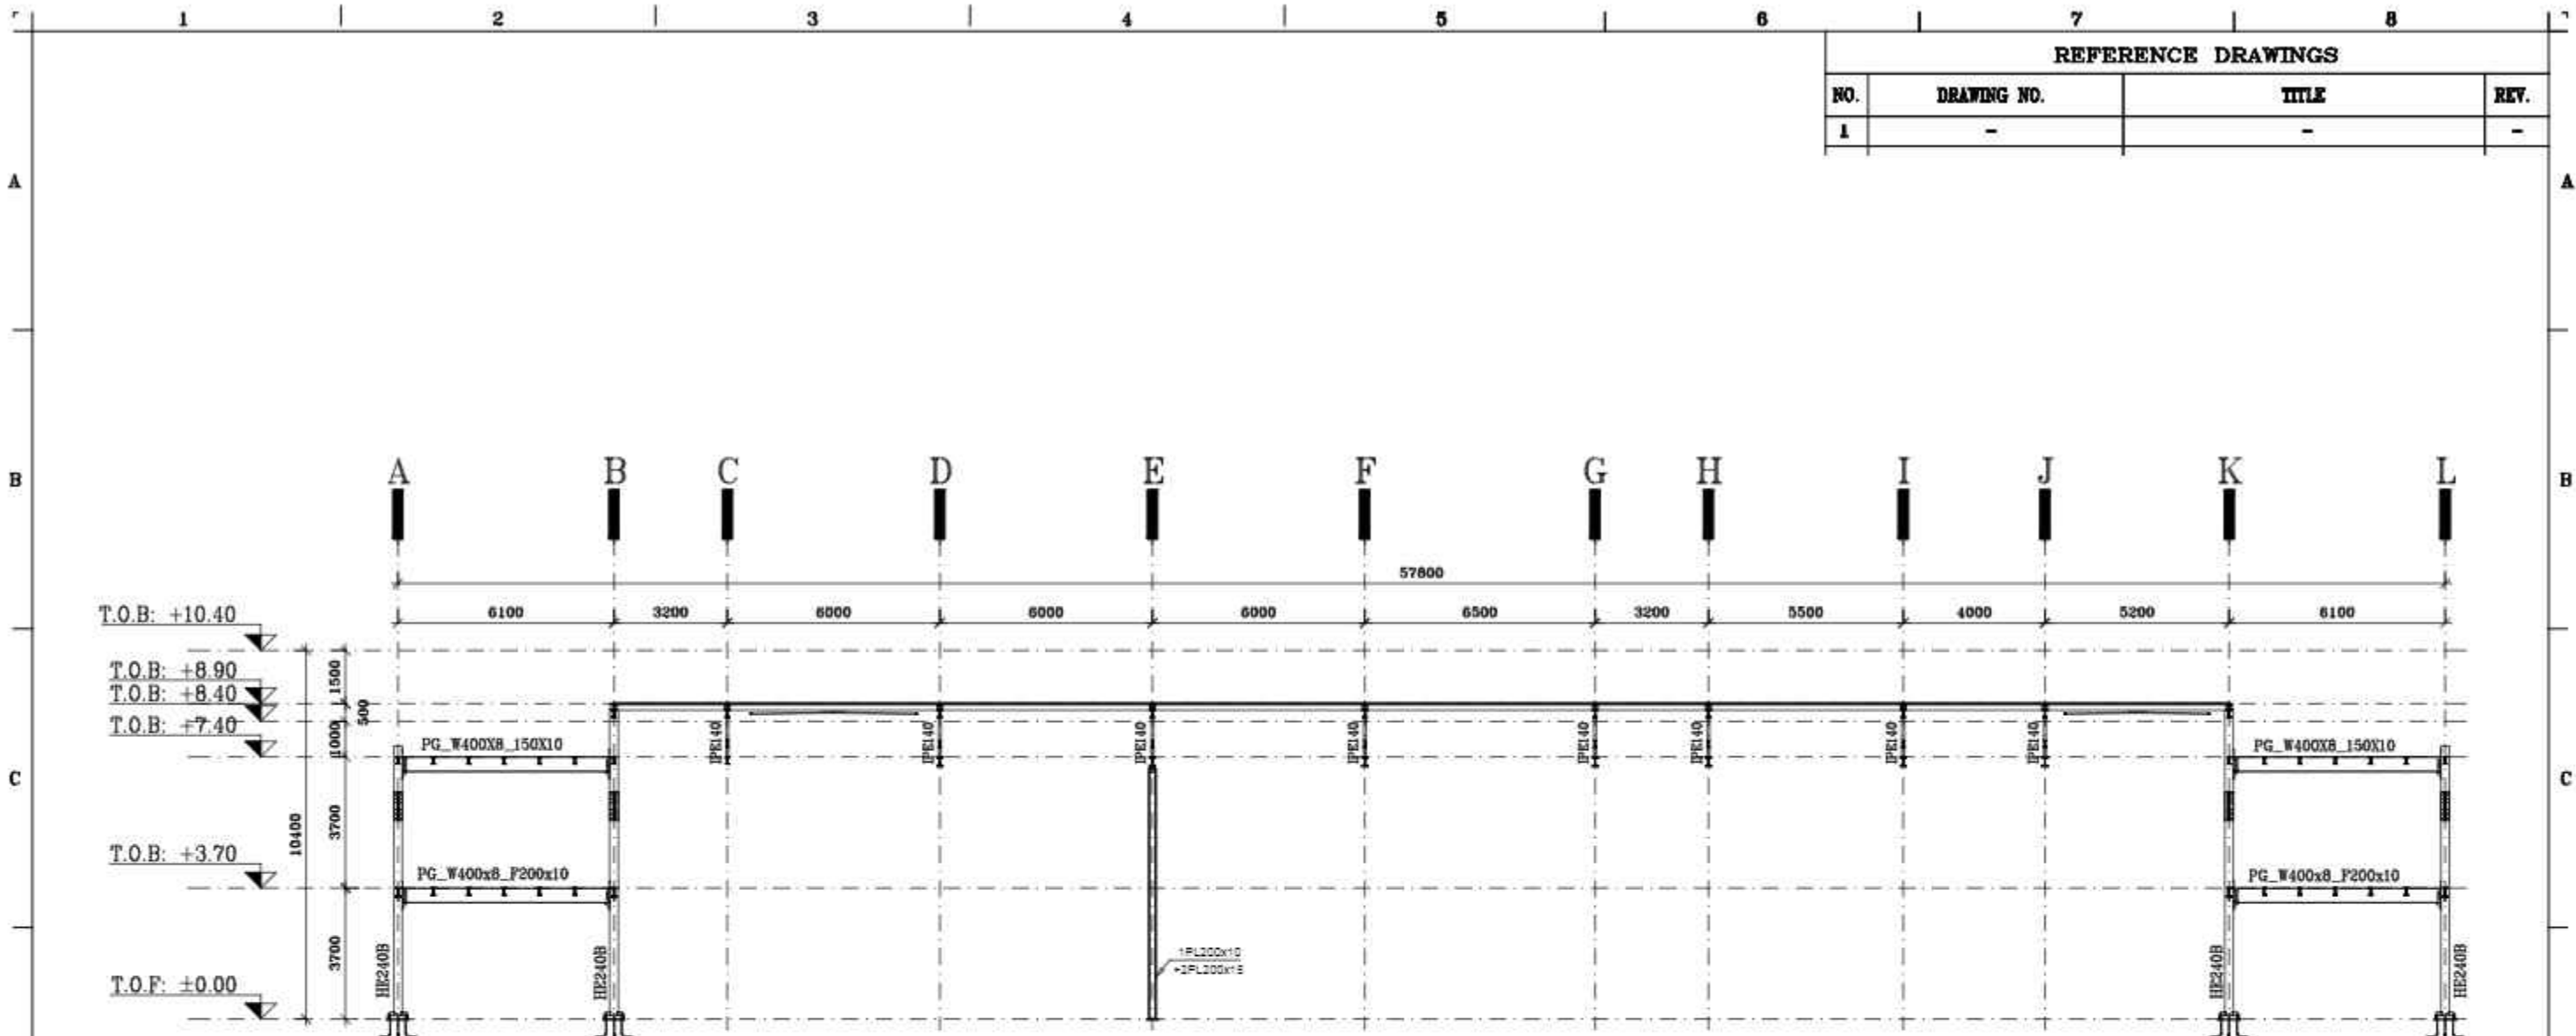 1 2 3 4 5 6 7 8
REFERENCE DRAWINGS
NO. DRAWING NO. TITLE REV.
1 - - -
A A
B B
A B C D E F G H I J K L
57800
6100 3200 6000 6000 6000 6500 3200 5500 4000 5200 6100
T.O.B: +10.40
T.O.B: +8.90
T.O.B: +8.40
T.O.B: +7.40
T.O.B: +3.70
T.O.F: ±0.00
1500
500
1000
3700
3700
10400
C C
PG_W400X8_150X10 PG_W400X8_150X10
IPE140 IPE140 IPE140 IPE140 IPE140 IPE140 IPE140 IPE140
PG_W400x8_F200x10 PG_W400x8_F200x10
HE240B HE240B HE240B HE240B
1PL200x10
+2PL200x15